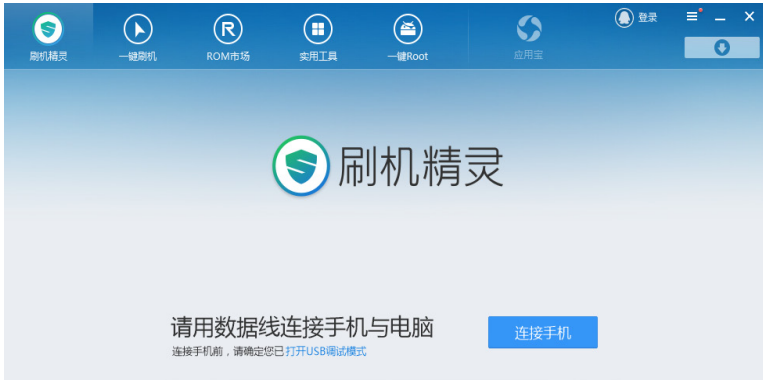 刷机精灵
一键刷机
ROM市场
实用工具
一键Root
应用宝
登录
刷机精灵
请用数据线连接手机与电脑
连接手机
连接手机前，请确定您已打开USB调试模式